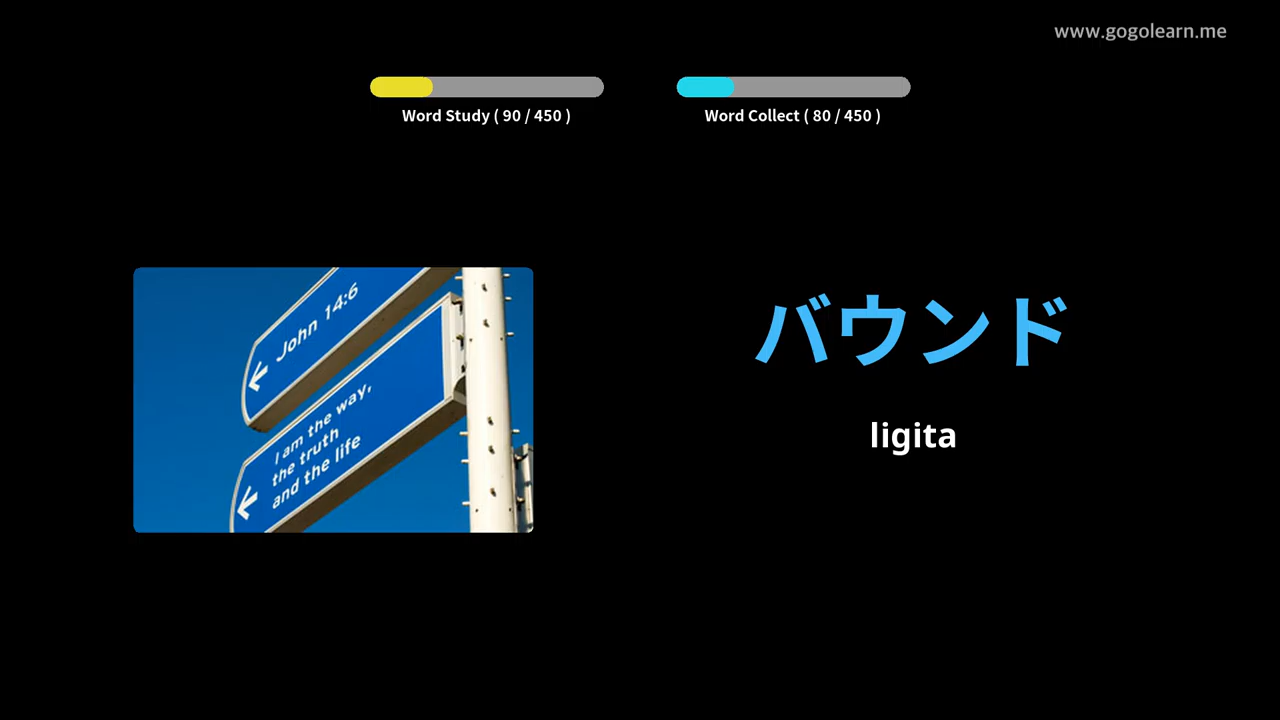 www.gogolearn.me
Word Study ( 90 / 450 )
Word Collect ( 80 / 450 )
John 14:6
I am the way,
the truth
and the life
バウンド
ligita